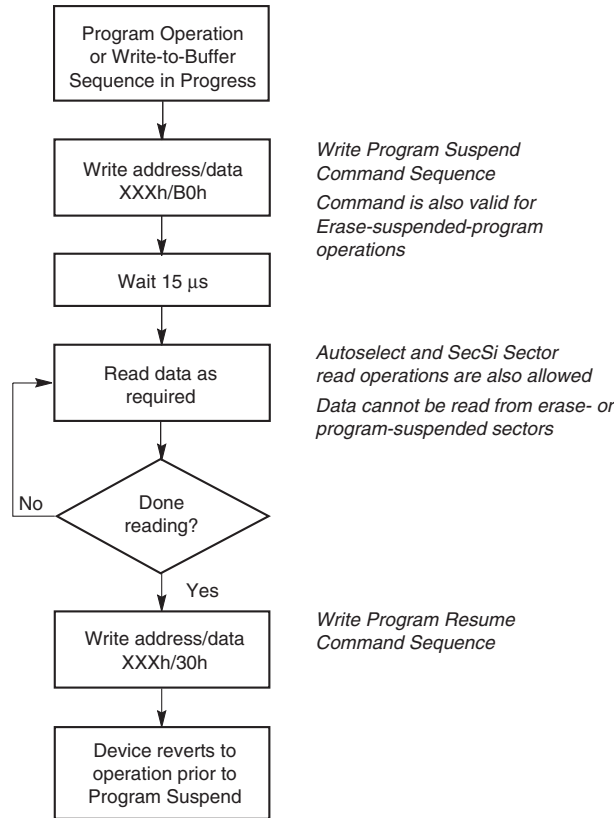 Program Operation
or Write-to-Buffer
Sequence in Progress
Write address/data
XXXh/B0h
Write Program Suspend
Command Sequence
Command is also valid for
Erase-suspended-program
operations
Wait 15 μs
Read data as
required
Autoselect and SecSi Sector
read operations are also allowed
Data cannot be read from erase- or
program-suspended sectors
No
Done
reading?
Yes
Write address/data
XXXh/30h
Write Program Resume
Command Sequence
Device reverts to
operation prior to
Program Suspend